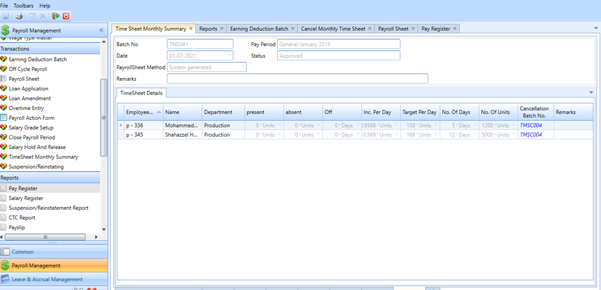 File Toolbars Help
Payroll Management
Wage Type Master
Transactions
Earning Deduction Batch
Off Cycle Payroll
Payroll Sheet
Loan Application
Loan Amendment
Overtime Entry
Payroll Action Form
Salary Grade Setup
Close Payroll Period
Salary Hold And Release
TimeSheet Monthly Summary
Suspension/Reinstating
Reports
Pay Register
Salary Register
Suspension/Reinstatement Report
CTC Report
Payslip
Common
Payroll Management
Leave & Accrual Management
Time Sheet Monthly Summary Reports Earning Deduction Batch Cancel Monthly Time Sheet Payroll Sheet Pay Register
Batch No TMS041 Pay Period General-January-2016
Date 01-07-2021 Status Approved
PayrollSheet Method System generated
Remarks
TimeSheet Details
Employee... Name Department present absent Off Inc. Per Day Target Per Day No. Of Days No. Of Units Cancellation Batch No. Remarks
p - 336 Mohammed... Production 0 - Units 0 - Units 0 - Days - Units 158 - Units 5 - Days 1200 - Units TMSC004
p - 345 Shahazzel H... Production 0 - Units 0 - Units 0 - Days - Units 168 - Units 12 - Days 5000 - Units TMSC004